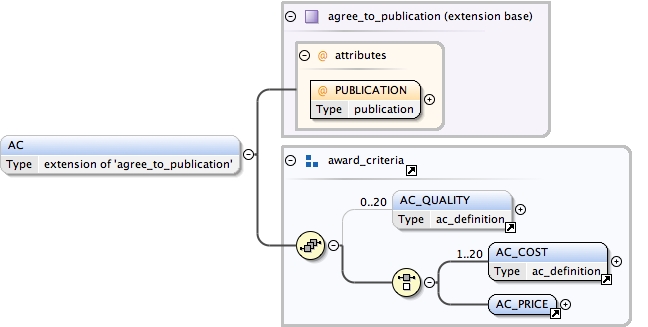 agree_to_publication (extension base)
@ attributes
@ PUBLICATION
Type publication
AC
Type extension of 'agree_to_publication'
award_criteria
0..20
AC_QUALITY
Type ac_definition
1..20
AC_COST
Type ac_definition
AC_PRICE